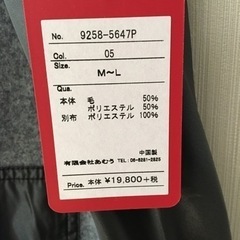 No. 9258-5647P
Col. 05
Size.
M～L
Qua.
本体 毛 50%
ポリエステル 50%
別布 ポリエステル 100%
中国製
有限会社あむう TEL：06-6281-2525
Price. 本体 ¥19,800+税